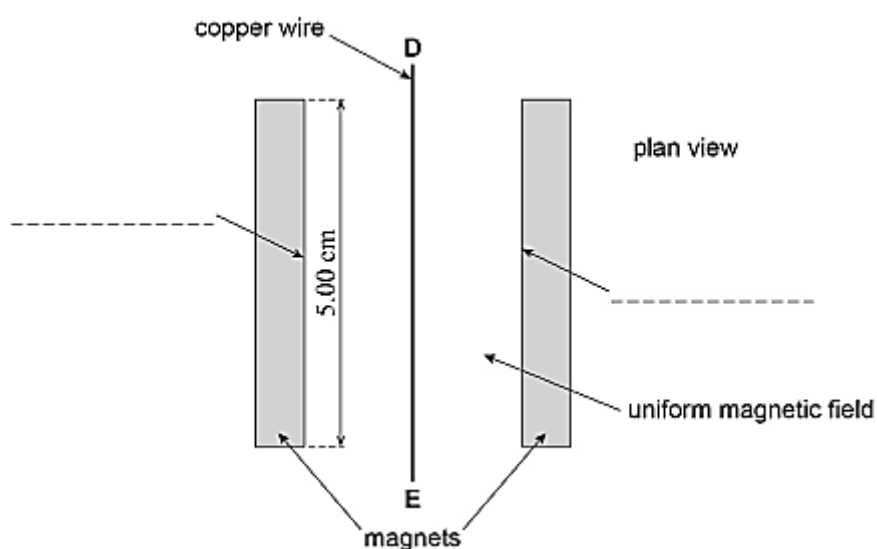 copper wire
D
plan view
5.00 cm
uniform magnetic field
E
magnets